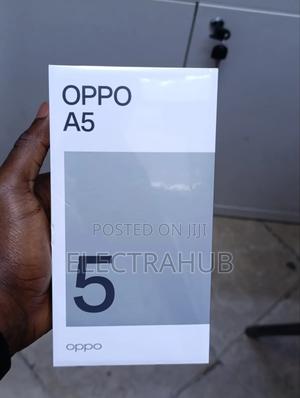 OPPO
A5
POSTED ON JIJI
ELECTRAHUB
5
oppo